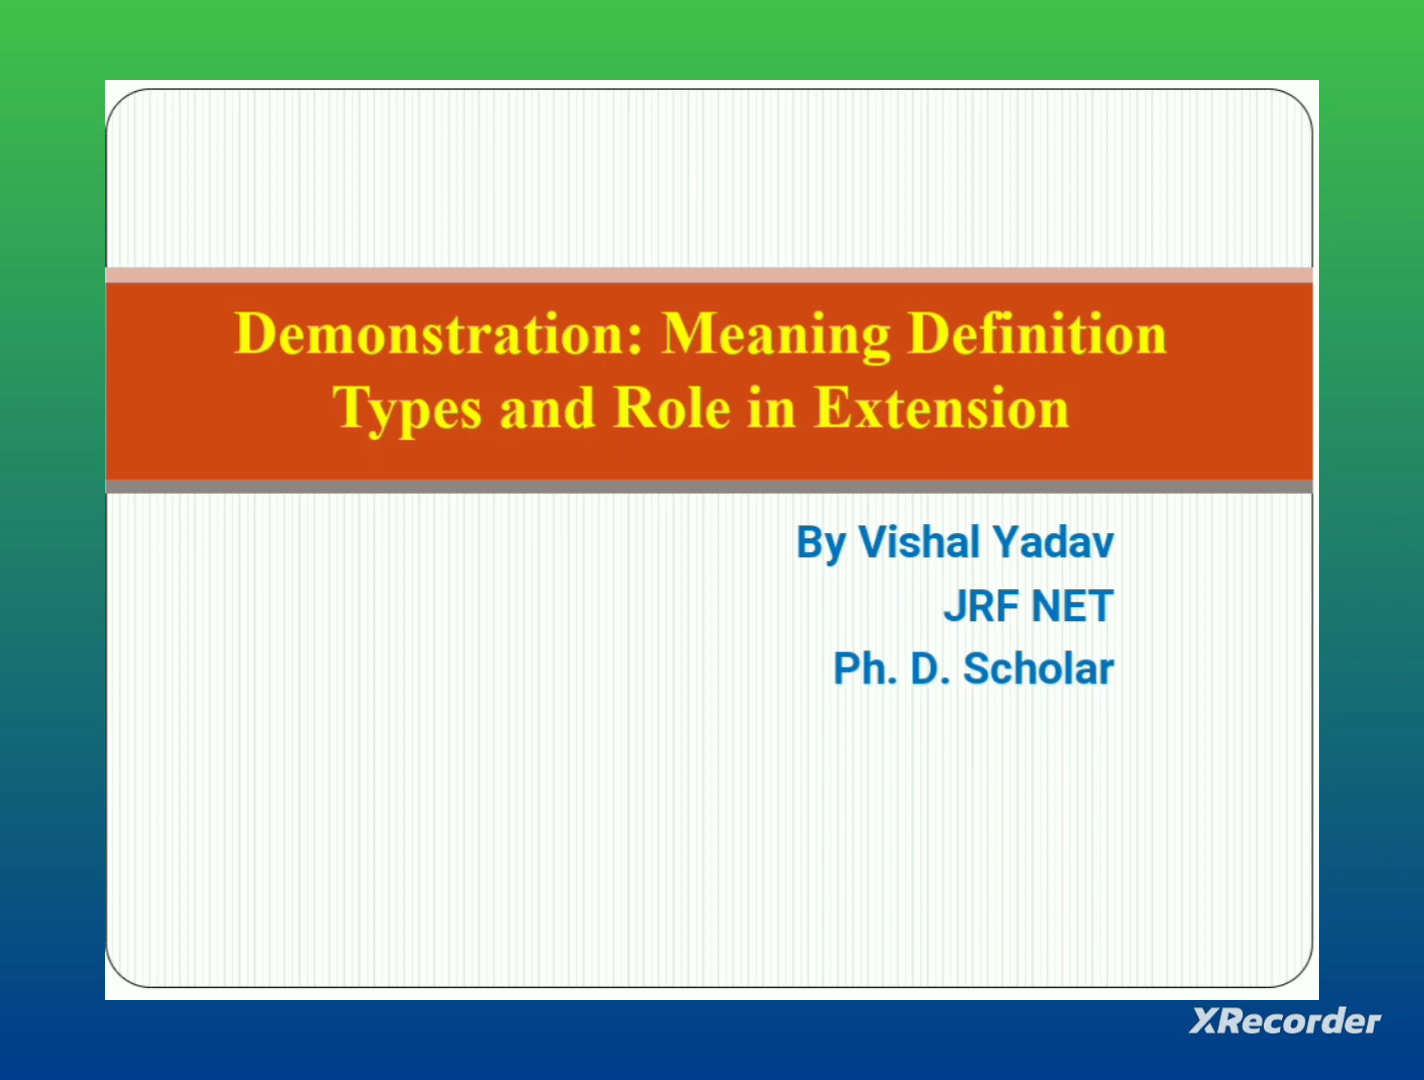 Demonstration: Meaning Definition
Types and Role in Extension
By Vishal Yadav
JRF NET
Ph. D. Scholar
XRecorder